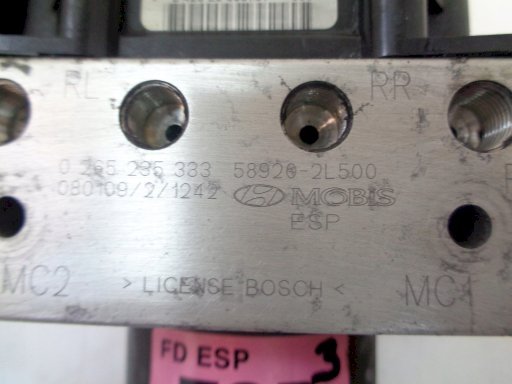 RL RR
0 265 235 333 58920-2L500
080109/2/1242 MOBIS
ESP
MC2 > LICENSE BOSCH < MC1
FD ESP 3